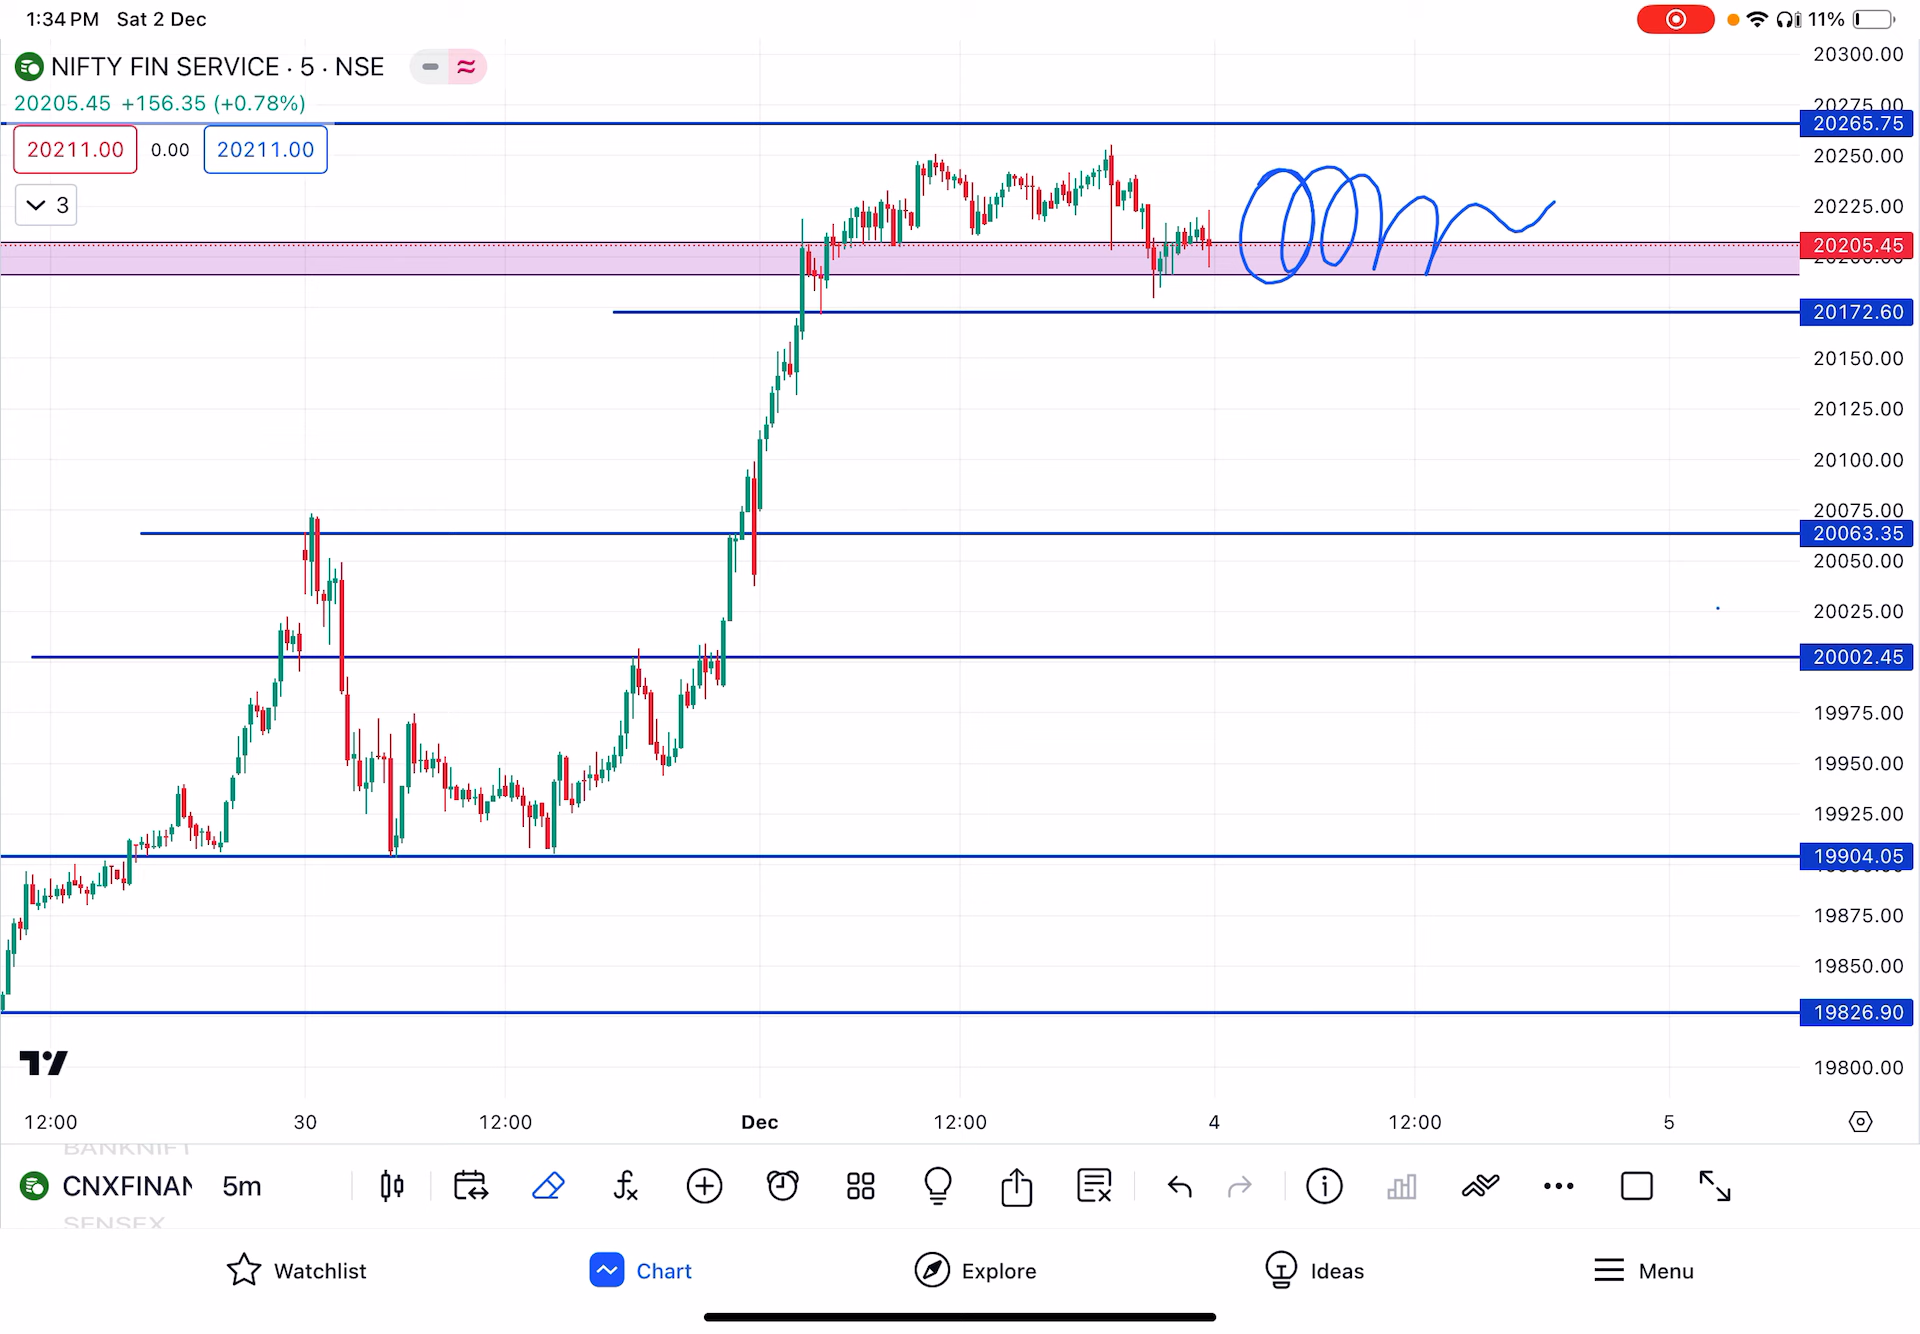 1:34 PM Sat 2 Dec
11%
NIFTY FIN SERVICE · 5 · NSE
20205.45 +156.35 (+0.78%)
20211.00 0.00 20211.00
3
20300.00
20275.00
20265.75
20250.00
20225.00
20205.45
20172.60
20150.00
20125.00
20100.00
20075.00
20063.35
20050.00
20025.00
20002.45
19975.00
19950.00
19925.00
19904.05
19875.00
19850.00
19826.90
19800.00
12:00 30 12:00 Dec 12:00 4 12:00 5
BANKNIFT
CNXFINAN 5m
SENSEX
Watchlist Chart Explore Ideas Menu